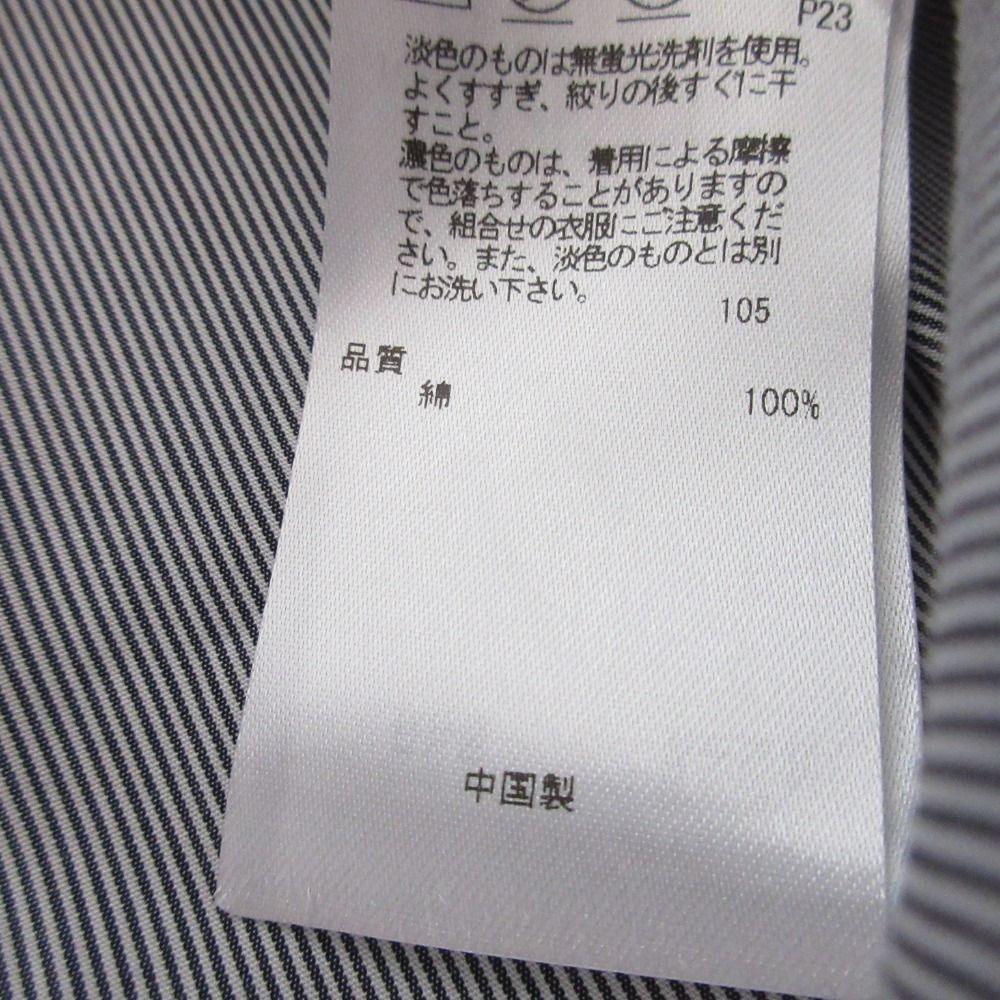 P23
淡色のものは無蛍光洗剤を使用。
よくすすぎ、絞りの後すぐに干
すこと。
濃色のものは、着用による摩擦
で色落ちすることがありますの
で、組合せの衣服にご注意くだ
さい。また、淡色のものとは別
にお洗い下さい。
105
品質
綿 100%
中国製